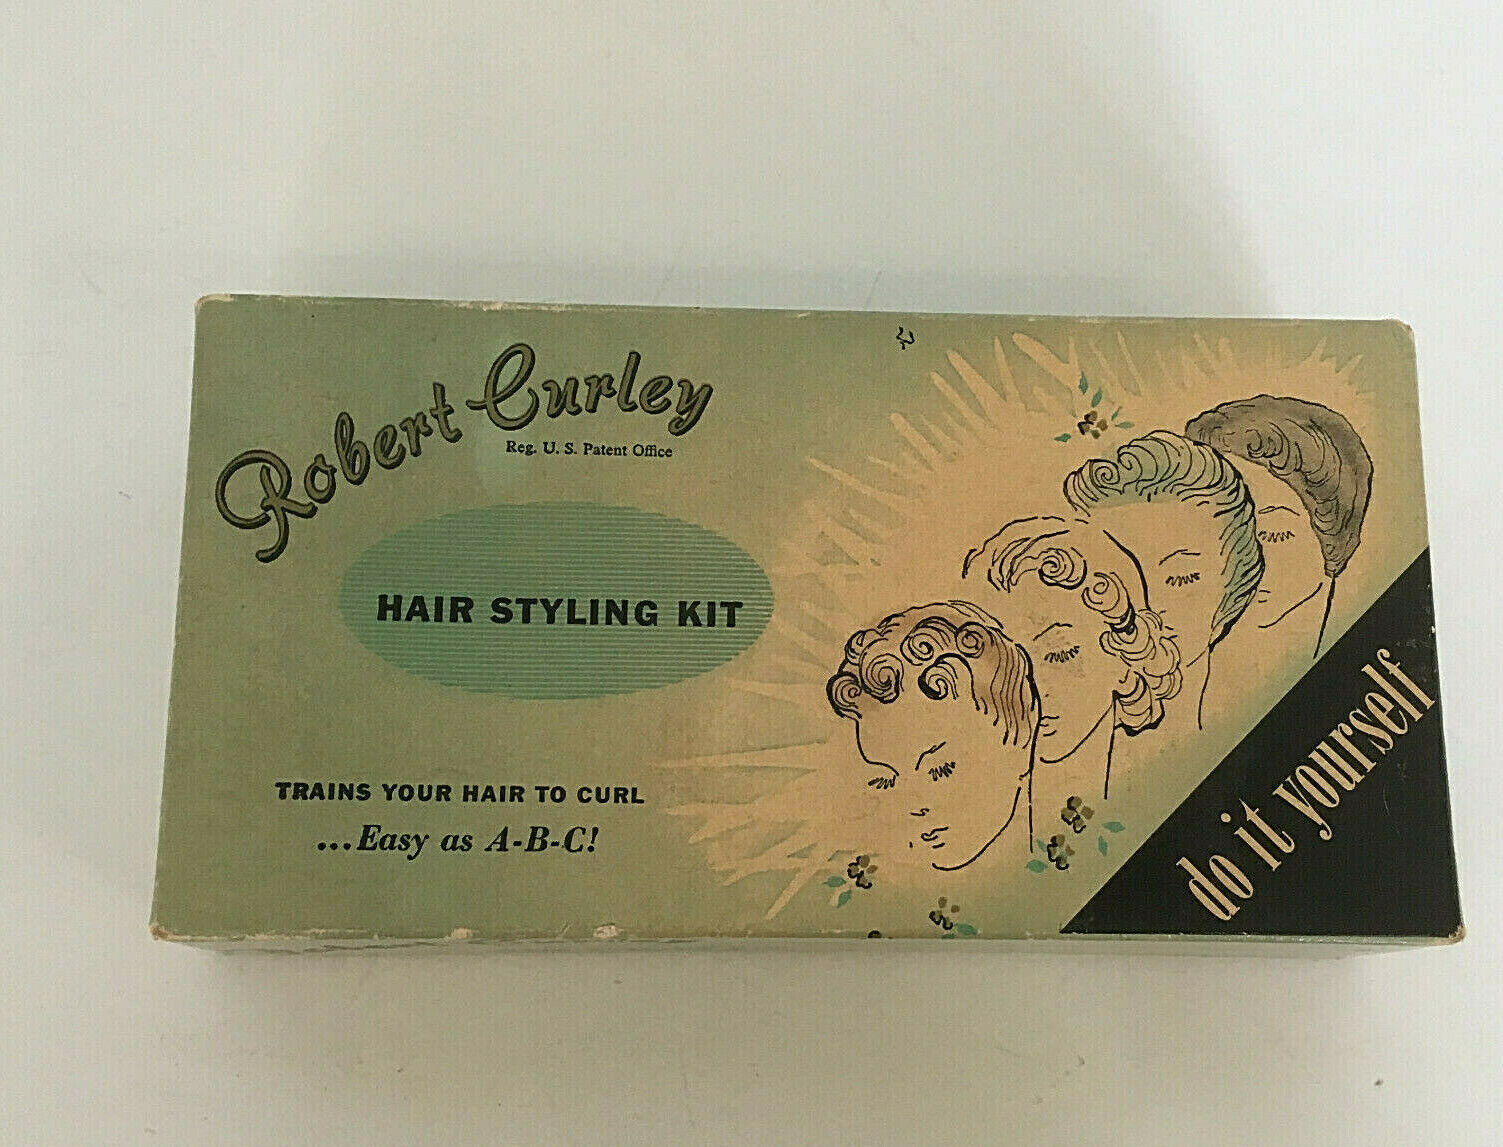 Robert Curley
Reg. U. S. Patent Office
HAIR STYLING KIT
TRAINS YOUR HAIR TO CURL
...Easy as A-B-C!
do it yourself